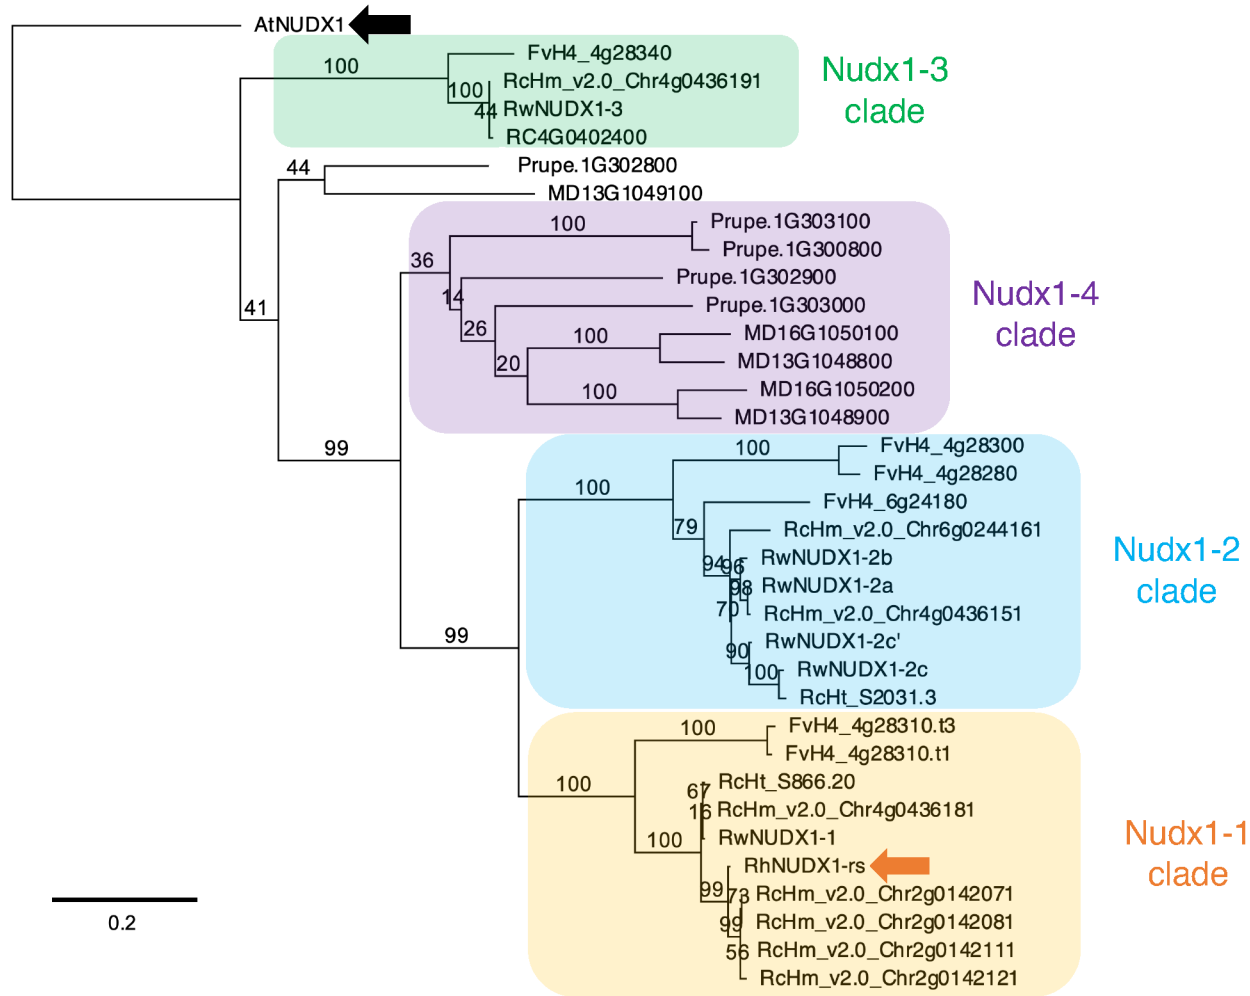 AtNUDX1
FvH4_4g28340
100
RcHm_v2.0_Chr4g0436191
100
44
RwNUDX1-3
RC4G0402400
Nudx1-3
clade
44
Prupe.1G302800
MD13G1049100
Prupe.1G303100
100
Prupe.1G300800
36
Prupe.1G302900
14
Prupe.1G303000
26
MD16G1050100
100
MD13G1048800
20
MD16G1050200
100
MD13G1048900
Nudx1-4
clade
41
99
FvH4_4g28300
100
FvH4_4g28280
100
FvH4_6g24180
79
RcHm_v2.0_Chr6g0244161
RwNUDX1-2b
94
96
RwNUDX1-2a
98
70
RcHm_v2.0_Chr4g0436151
RwNUDX1-2c'
90
RwNUDX1-2c
100
RcHt_S2031.3
Nudx1-2
clade
99
FvH4_4g28310.t3
100
FvH4_4g28310.t1
100
RcHt_S866.20
67
RcHm_v2.0_Chr4g0436181
16
RwNUDX1-1
100
RhNUDX1-rs
99
73
RcHm_v2.0_Chr2g0142071
RcHm_v2.0_Chr2g0142081
99
RcHm_v2.0_Chr2g0142111
56
RcHm_v2.0_Chr2g0142121
Nudx1-1
clade
0.2